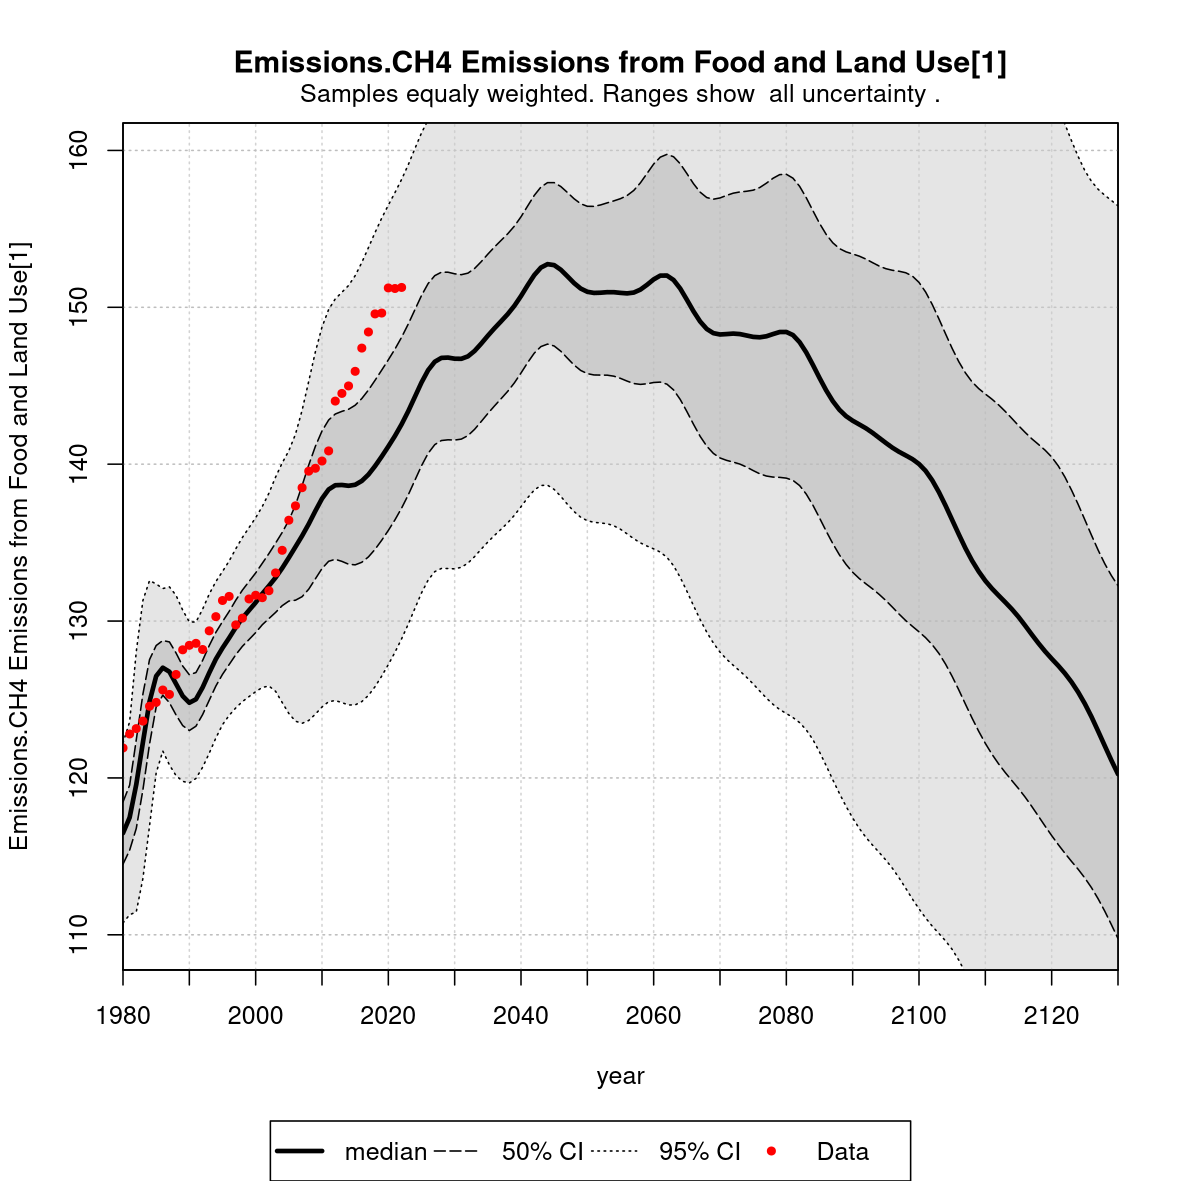 Emissions.CH4 Emissions from Food and Land Use[1]
Samples equaly weighted. Ranges show  all uncertainty .
Emissions.CH4 Emissions from Food and Land Use[1]
160
150
140
130
120
110
1980 2000 2020 2040 2060 2080 2100 2120
year
median 50% CI 95% CI Data